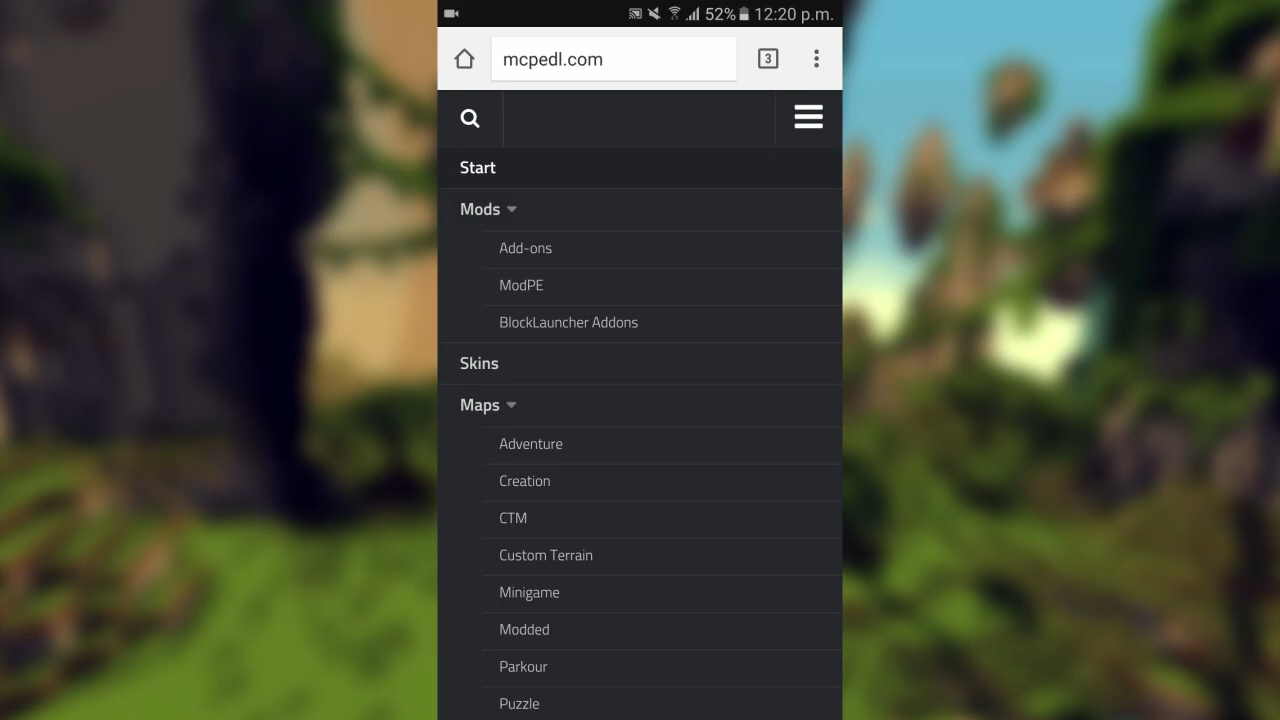 52% 12:20 p.m.
mcpedl.com 3
Start
Mods
Add-ons
ModPE
BlockLauncher Addons
Skins
Maps
Adventure
Creation
CTM
Custom Terrain
Minigame
Modded
Parkour
Puzzle